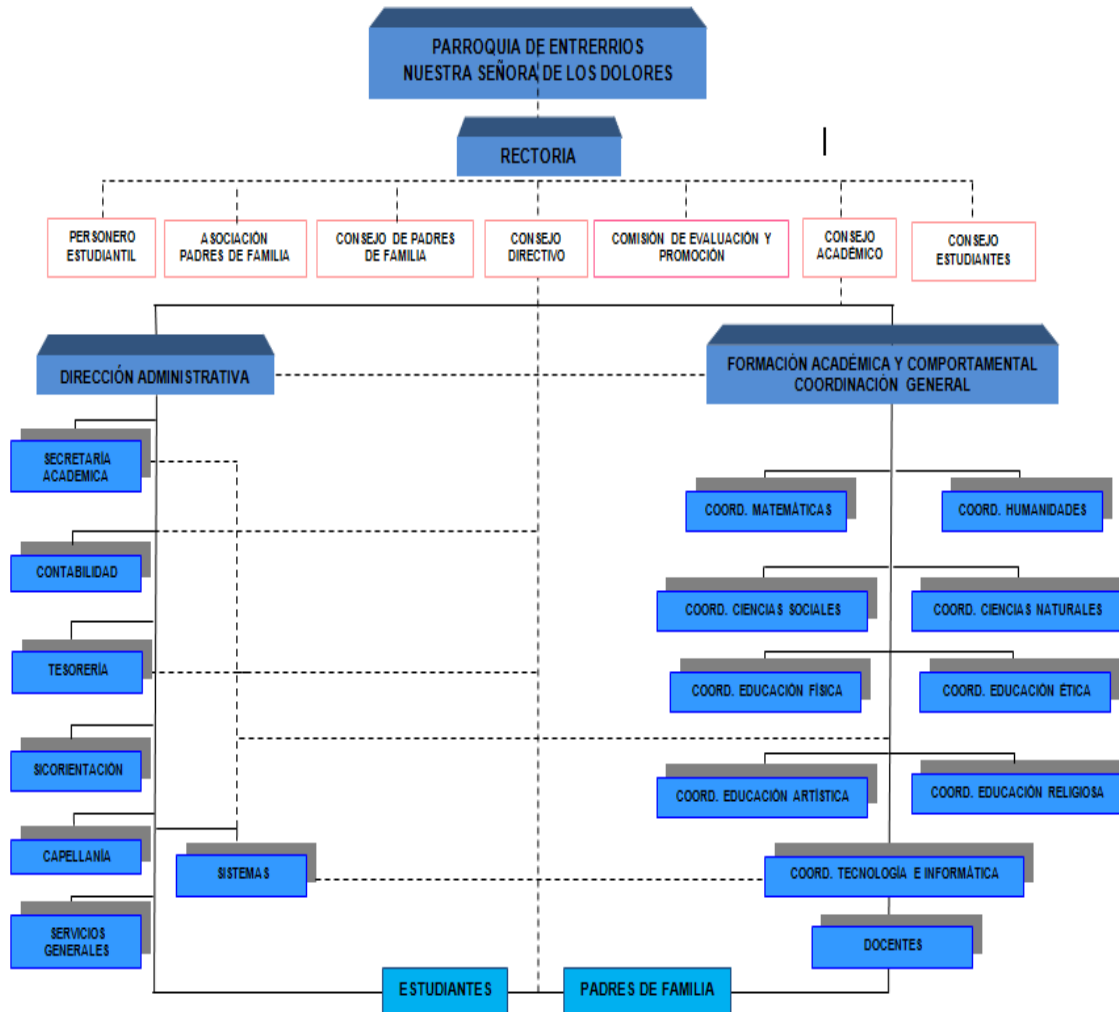 PARROQUIA DE ENTRERRIOS
NUESTRA SEÑORA DE LOS DOLORES
RECTORIA
PERSONERO
ESTUDIANTIL
ASOCIACIÓN
PADRES DE FAMILIA
CONSEJO DE PADRES
DE FAMILIA
CONSEJO
DIRECTIVO
COMISIÓN DE EVALUACIÓN Y
PROMOCIÓN
CONSEJO
ACADÉMICO
CONSEJO
ESTUDIANTES
DIRECCIÓN ADMINISTRATIVA
FORMACIÓN ACADÉMICA Y COMPORTAMENTAL
COORDINACIÓN GENERAL
SECRETARÍA
ACADEMICA
COORD. MATEMÁTICAS
COORD. HUMANIDADES
CONTABILIDAD
COORD. CIENCIAS SOCIALES
COORD. CIENCIAS NATURALES
TESORERÍA
COORD. EDUCACIÓN FÍSICA
COORD. EDUCACIÓN ÉTICA
SICORIENTACIÓN
COORD. EDUCACIÓN ARTÍSTICA
COORD. EDUCACIÓN RELIGIOSA
CAPELLANÍA
SISTEMAS
COORD. TECNOLOGÍA E INFORMÁTICA
SERVICIOS
GENERALES
DOCENTES
ESTUDIANTES
PADRES DE FAMILIA